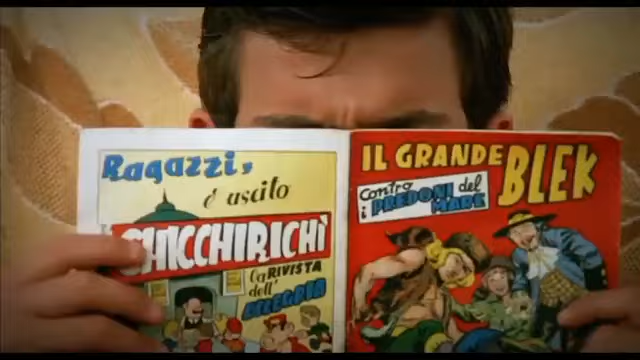 Ragazzi,
è uscito
CHICCHIRICHÌ
la RIVISTA
dell'
ALLEGRIA
IL GRANDE
BLEK
contro
i PREDONI del
MARE